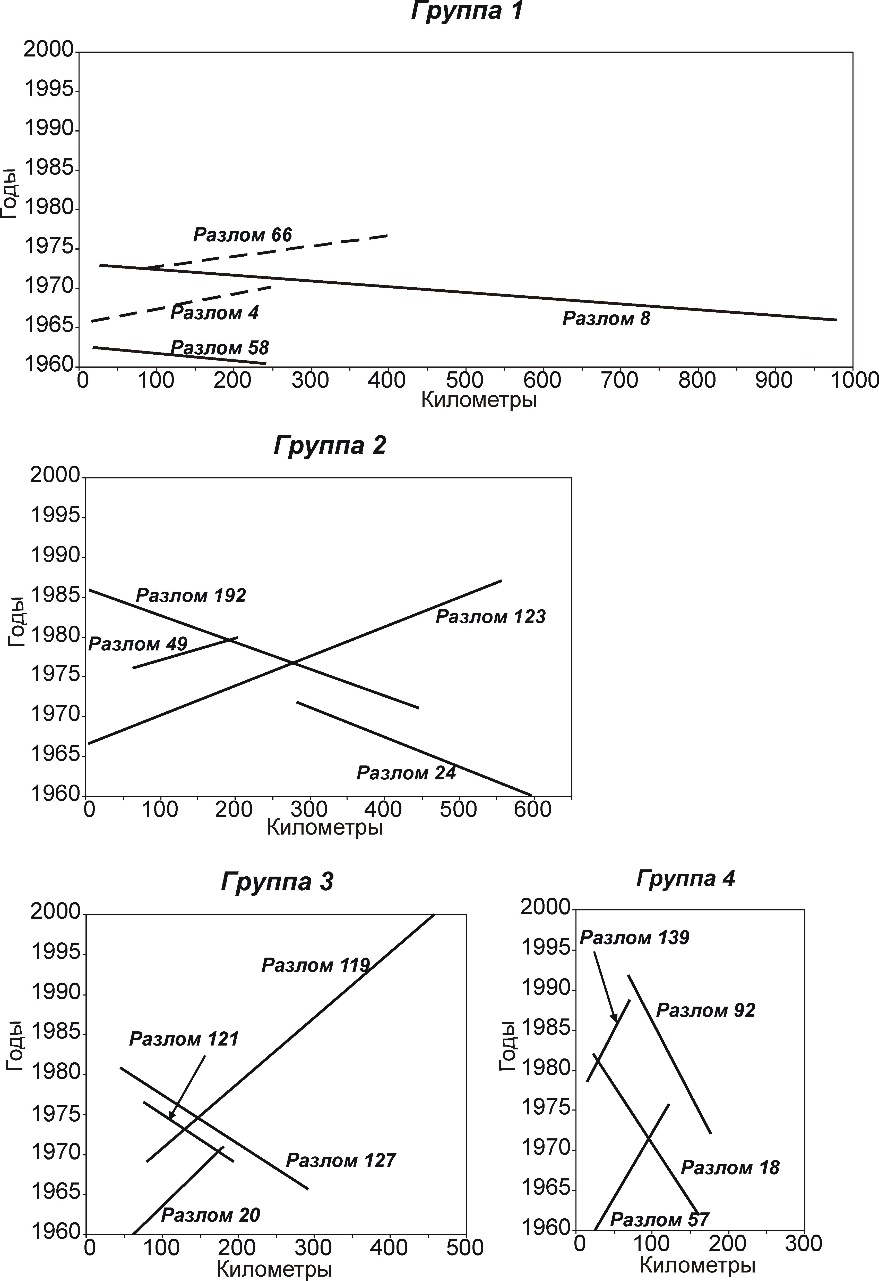 Группа 1
2000
1995
1990
1985
1980
1975
1970
1965
1960
Годы
Разлом 66
Разлом 4
Разлом 8
Разлом 58
0 100 200 300 400 500 600 700 800 900 1000
Километры
Группа 2
2000
1995
1990
1985
1980
1975
1970
1965
1960
Годы
Разлом 192
Разлом 123
Разлом 49
Разлом 24
0 100 200 300 400 500 600
Километры
Группа 3
2000
1995
1990
1985
1980
1975
1970
1965
1960
Годы
Разлом 119
Разлом 121
Разлом 127
Разлом 20
0 100 200 300 400 500
Километры
Группа 4
2000
1995
1990
1985
1980
1975
1970
1965
1960
Годы
Разлом 139
Разлом 92
Разлом 18
Разлом 57
0 100 200 300
Километры